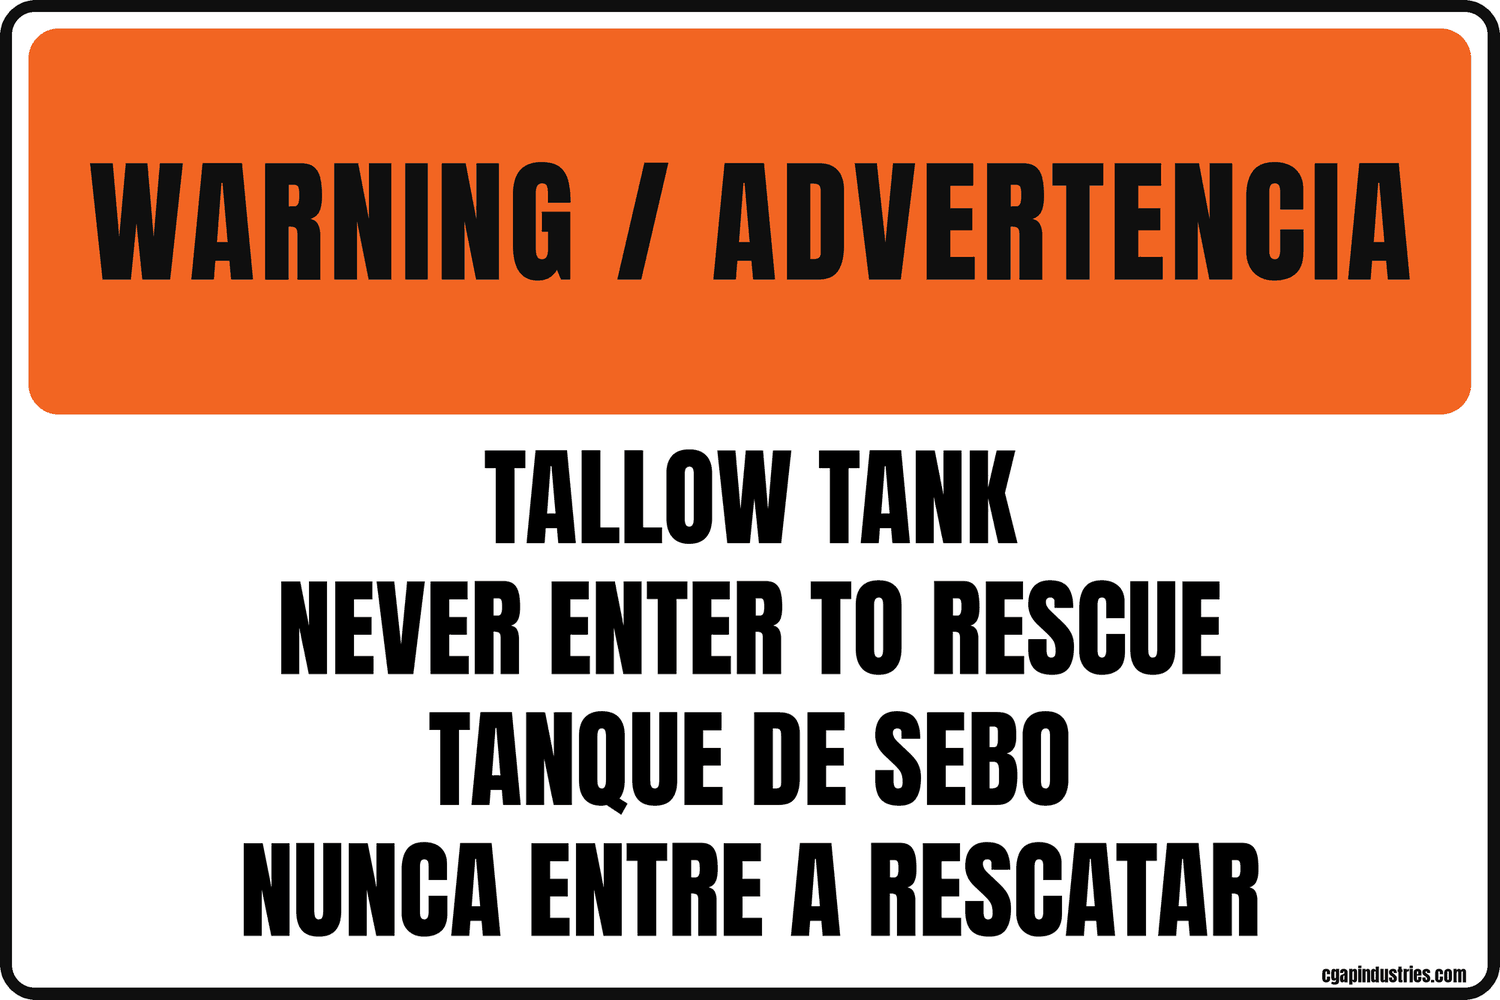 WARNING / ADVERTENCIA
TALLOW TANK
NEVER ENTER TO RESCUE
TANQUE DE SEBO
NUNCA ENTRE A RESCATAR
cgapindustries.com